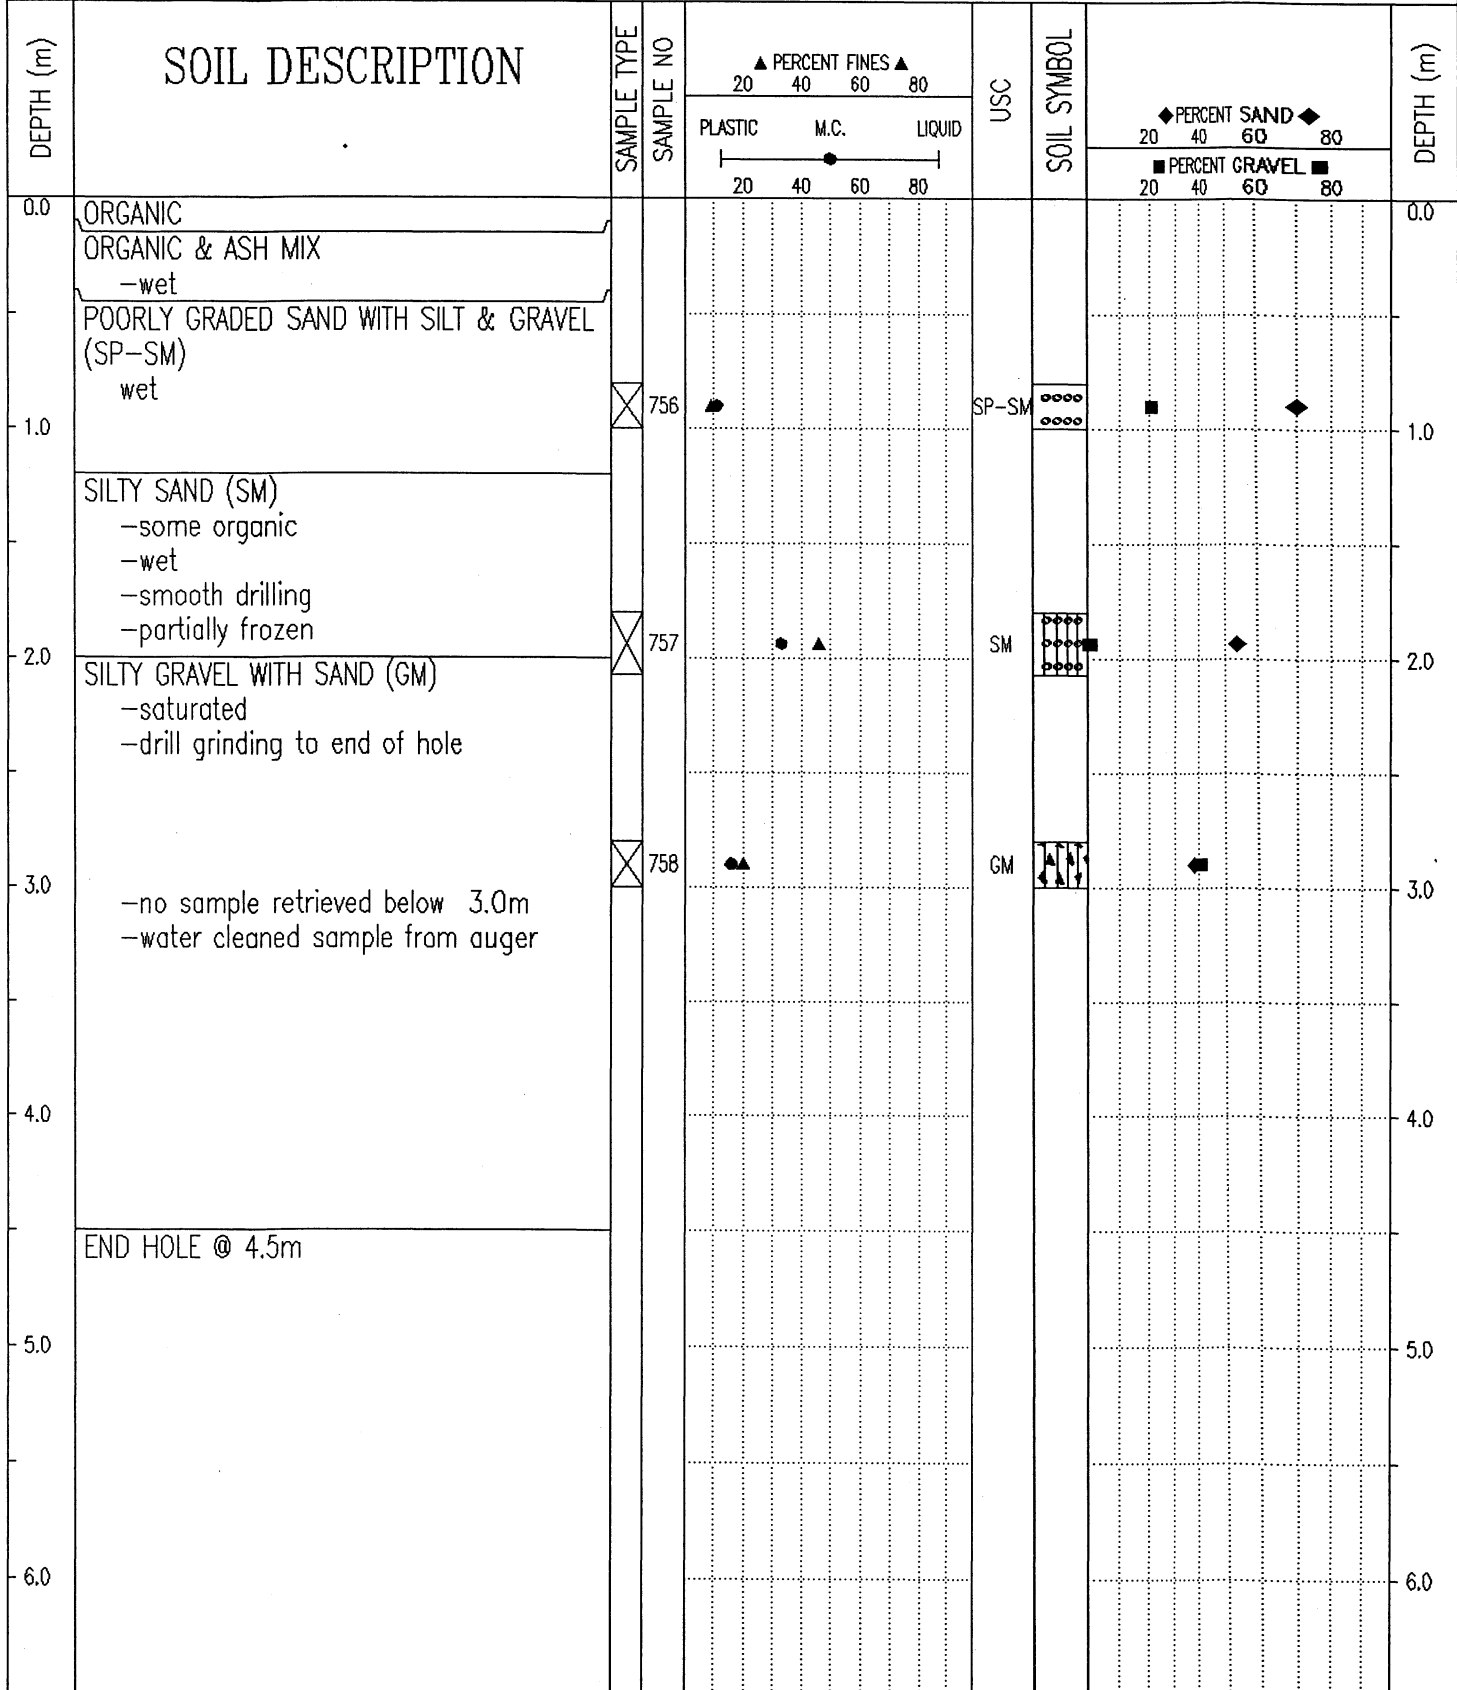 DEPTH (m)
SOIL DESCRIPTION
SAMPLE TYPE
SAMPLE NO
▲ PERCENT FINES ▲
20 40 60 80
PLASTIC M.C. LIQUID
20 40 60 80
USC
SOIL SYMBOL
◆PERCENT SAND◆
20 40 60 80
■PERCENT GRAVEL■
20 40 60 80
DEPTH (m)
0.0
ORGANIC
0.0
ORGANIC & ASH MIX
-wet
POORLY GRADED SAND WITH SILT & GRAVEL
(SP-SM)
wet
756
SP-SM
1.0
1.0
SILTY SAND (SM)
-some organic
-wet
-smooth drilling
-partially frozen
757
SM
2.0
2.0
SILTY GRAVEL WITH SAND (GM)
-saturated
-drill grinding to end of hole
758
GM
3.0
3.0
-no sample retrieved below 3.0m
-water cleaned sample from auger
4.0
4.0
END HOLE @ 4.5m
5.0
5.0
6.0
6.0